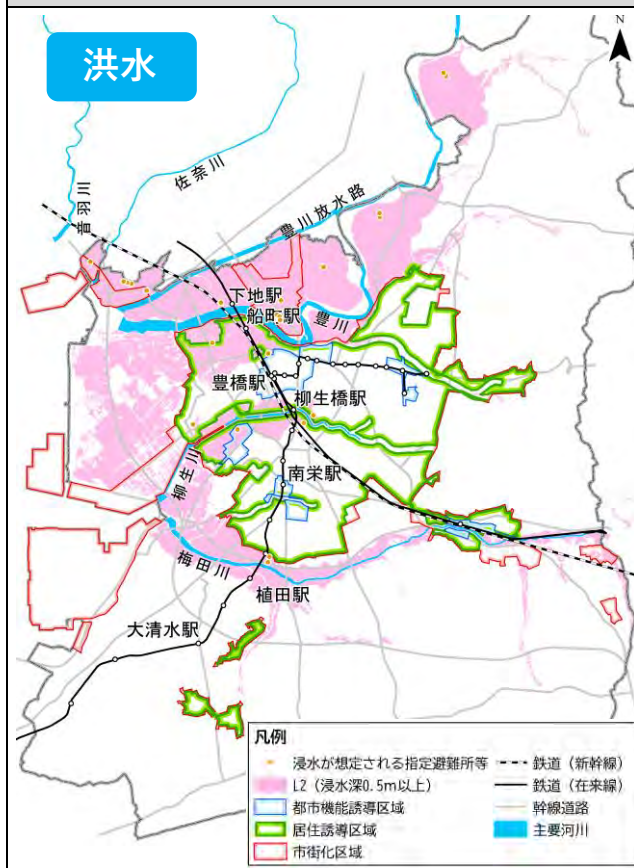 洪水
N
佐奈川
音羽川
豊川放水路
下地駅
船町駅
豊川
豊橋駅
柳生橋駅
柳生川
南栄駅
梅田川
植田駅
大清水駅
凡例
浸水が想定される指定避難所等
L2（浸水深0.5m以上）
都市機能誘導区域
居住誘導区域
市街化区域
鉄道（新幹線）
鉄道（在来線）
幹線道路
主要河川